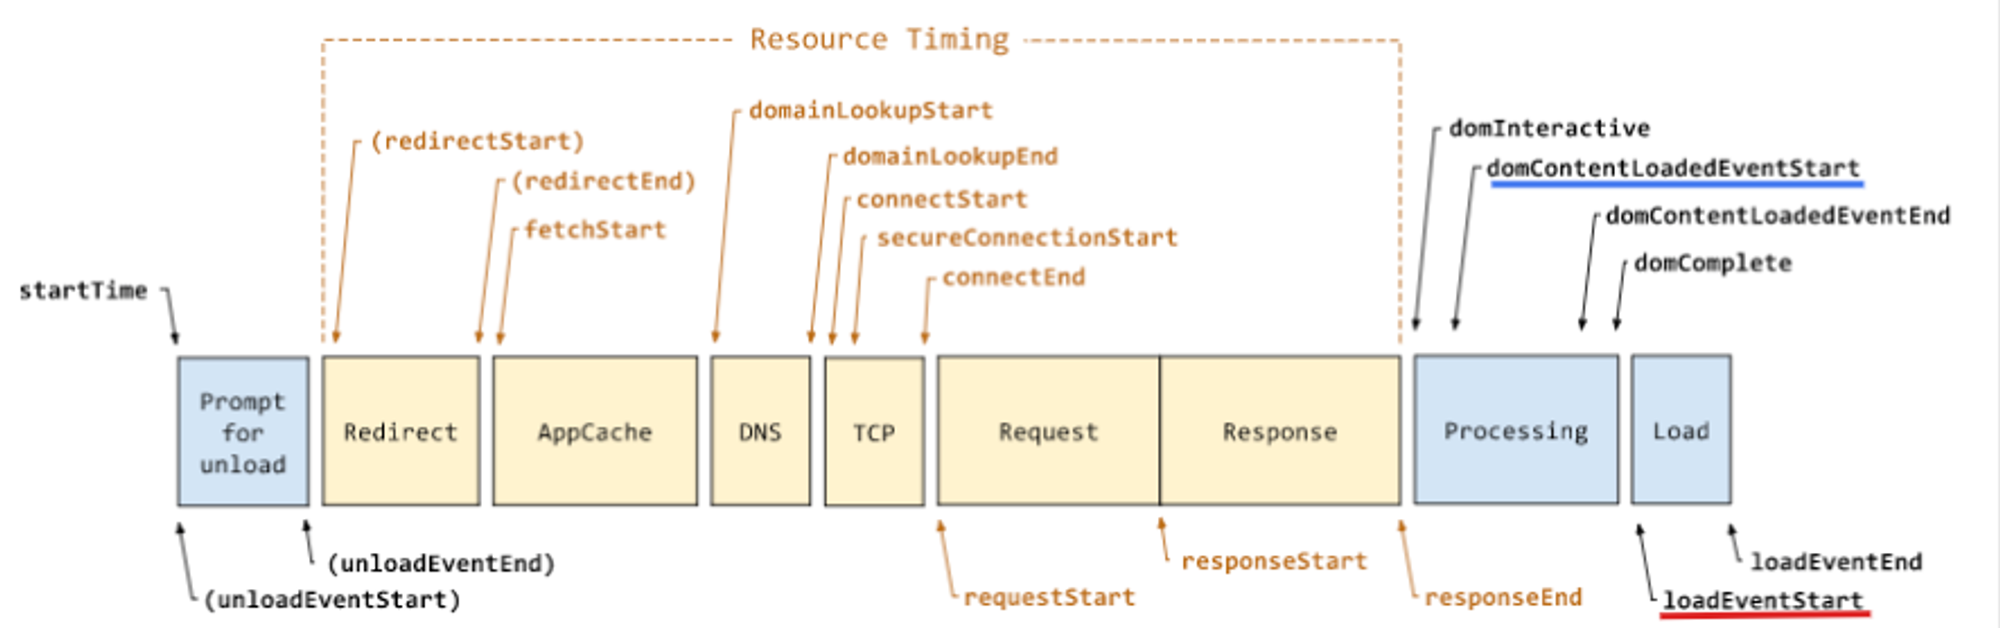 Resource Timing
domainLookupStart
domInteractive
(redirectStart)
domainLookupEnd
domContentLoadedEventStart
(redirectEnd)
connectStart
domContentLoadedEventEnd
fetchStart
secureConnectionStart
domComplete
connectEnd
startTime
Prompt
for
unload
Redirect
AppCache
DNS
TCP
Request
Response
Processing
Load
(unloadEventEnd)
responseStart
loadEventEnd
(unloadEventStart)
requestStart
responseEnd
loadEventStart